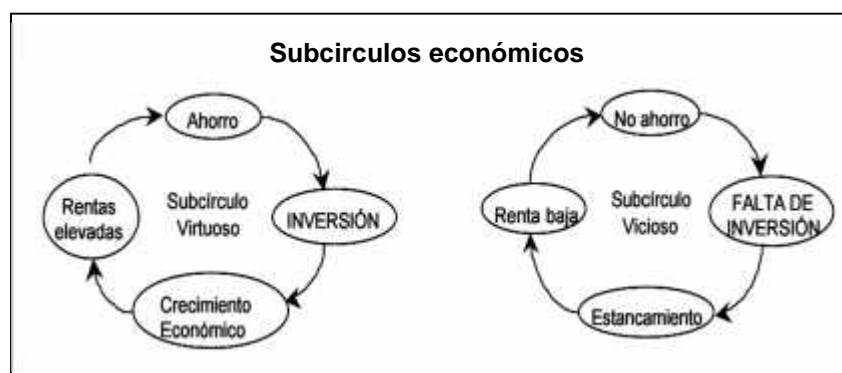 Subcirculos económicos
Ahorro
Rentas
elevadas
Subcírculo
Virtuoso
INVERSIÓN
Crecimiento
Económico
No ahorro
Renta baja
Subcírculo
Vicioso
FALTA DE
INVERSIÓN
Estancamiento